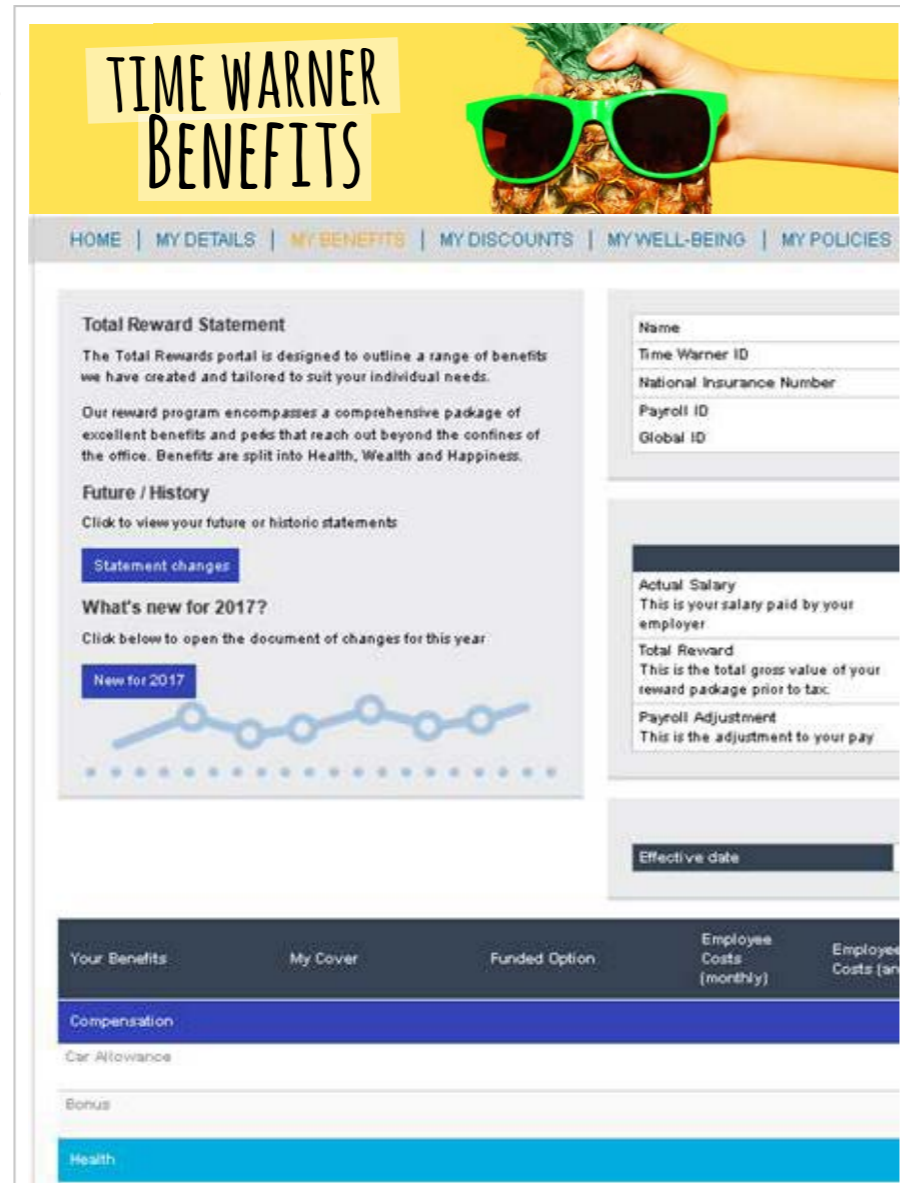 TIME WARNER
BENEFITS
HOME | MY DETAILS | MY BENEFITS | MY DISCOUNTS | MY WELL-BEING | MY POLICIES
Total Reward Statement
The Total Rewards portal is designed to outline a range of benefits
we have created and tailored to suit your individual needs.
Our reward program encompasses a comprehensive package of
excellent benefits and perks that reach out beyond the confines of
the office. Benefits are split into Health, Wealth and Happiness.
Future / History
Click to view your future or historic statements
Statement changes
What's new for 2017?
Click below to open the document of changes for this year
New for 2017
Name
Time Warner ID
National Insurance Number
Payroll ID
Global ID
Actual Salary
This is your salary paid by your
employer
Total Reward
This is the total gross value of your
reward package prior to tax.
Payroll Adjustment
This is the adjustment to your pay
Effective date
Your Benefits
My Cover
Funded Option
Employee
Costs
(monthly)
Employee
Costs (an
Compensation
Car Allowance
Bonus
Health